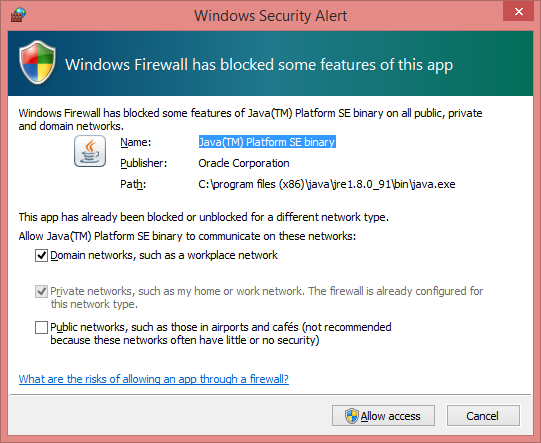 Windows Security Alert
Windows Firewall has blocked some features of this app
Windows Firewall has blocked some features of Java(TM) Platform SE binary on all public, private
and domain networks.
Name: Java(TM) Platform SE binary
Publisher: Oracle Corporation
Path: C:\program files (x86)\java\jre1.8.0_91\bin\java.exe
This app has already been blocked or unblocked for a different network type.
Allow Java(TM) Platform SE binary to communicate on these networks:
Domain networks, such as a workplace network
Private networks, such as my home or work network. The firewall is already configured for
this network type.
Public networks, such as those in airports and cafés (not recommended
because these networks often have little or no security)
What are the risks of allowing an app through a firewall?
Allow access Cancel